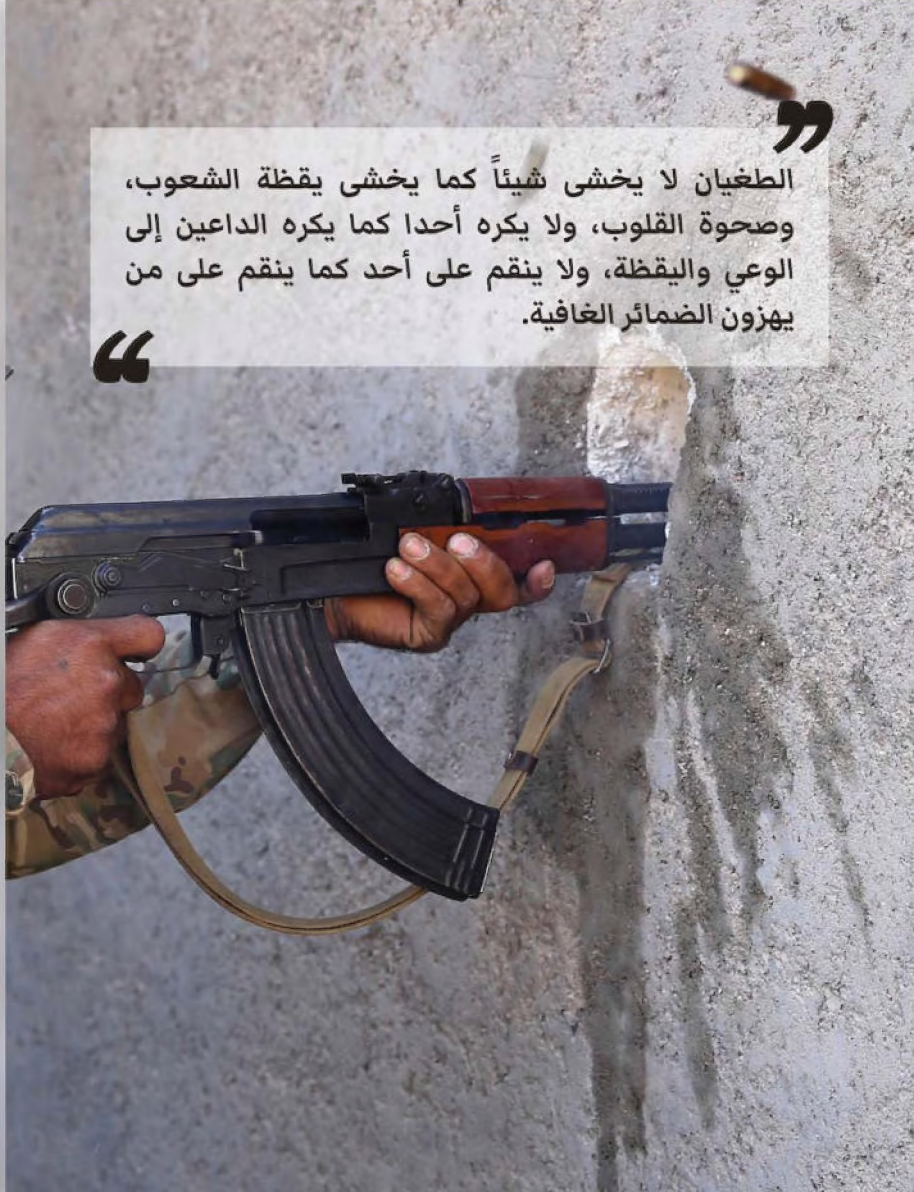 الطغيان لا يخشى شيئاً كما يخشى يقظة الشعوب،
وصحوة القلوب، ولا يكره أحدا كما يكره الداعين إلى
الوعي واليقظة، ولا ينقم على أحد كما ينقم على من
يهزون الضمائر الغافية.